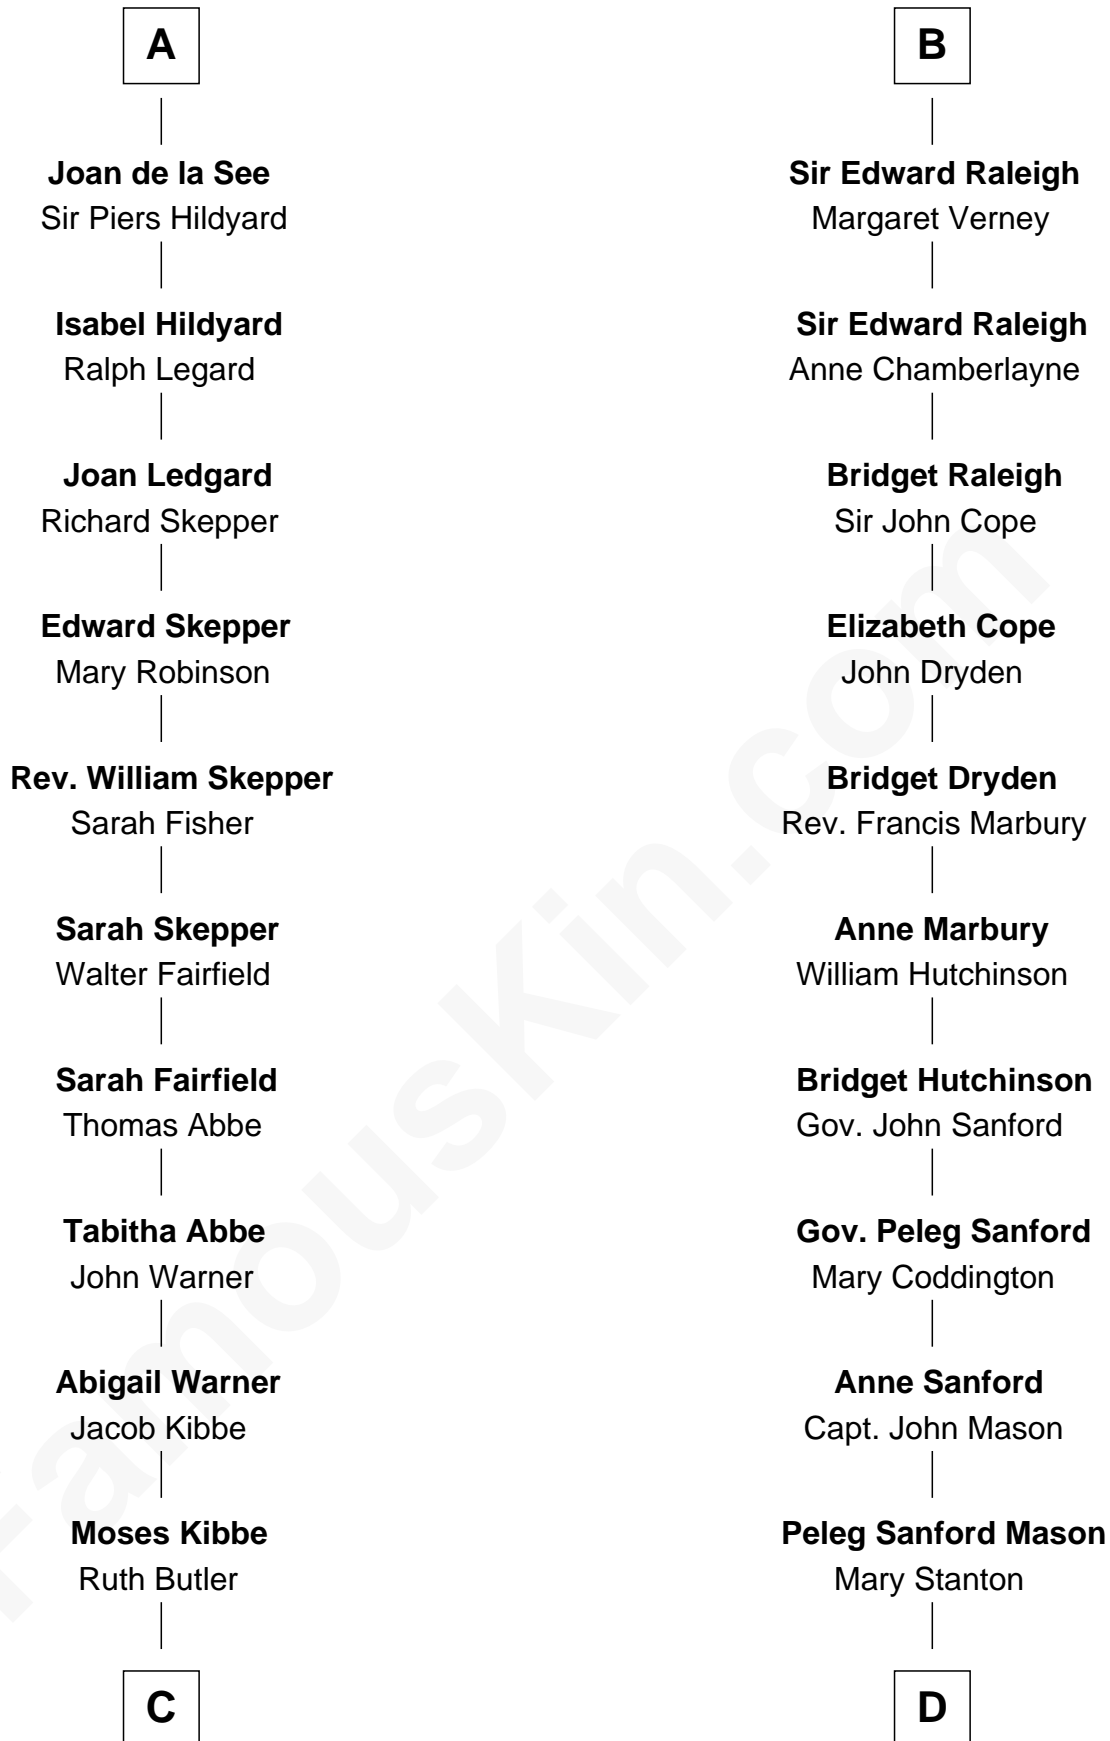 A
Joan de la See
Sir Piers Hildyard
Isabel Hildyard
Ralph Legard
Joan Ledgard
Richard Skepper
Edward Skepper
Mary Robinson
Rev. William Skepper
Sarah Fisher
Sarah Skepper
Walter Fairfield
Sarah Fairfield
Thomas Abbe
Tabitha Abbe
John Warner
Abigail Warner
Jacob Kibbe
Moses Kibbe
Ruth Butler
C
B
Sir Edward Raleigh
Margaret Verney
Sir Edward Raleigh
Anne Chamberlayne
Bridget Raleigh
Sir John Cope
Elizabeth Cope
John Dryden
Bridget Dryden
Rev. Francis Marbury
Anne Marbury
William Hutchinson
Bridget Hutchinson
Gov. John Sanford
Gov. Peleg Sanford
Mary Coddington
Anne Sanford
Capt. John Mason
Peleg Sanford Mason
Mary Stanton
D
FamousKin.com